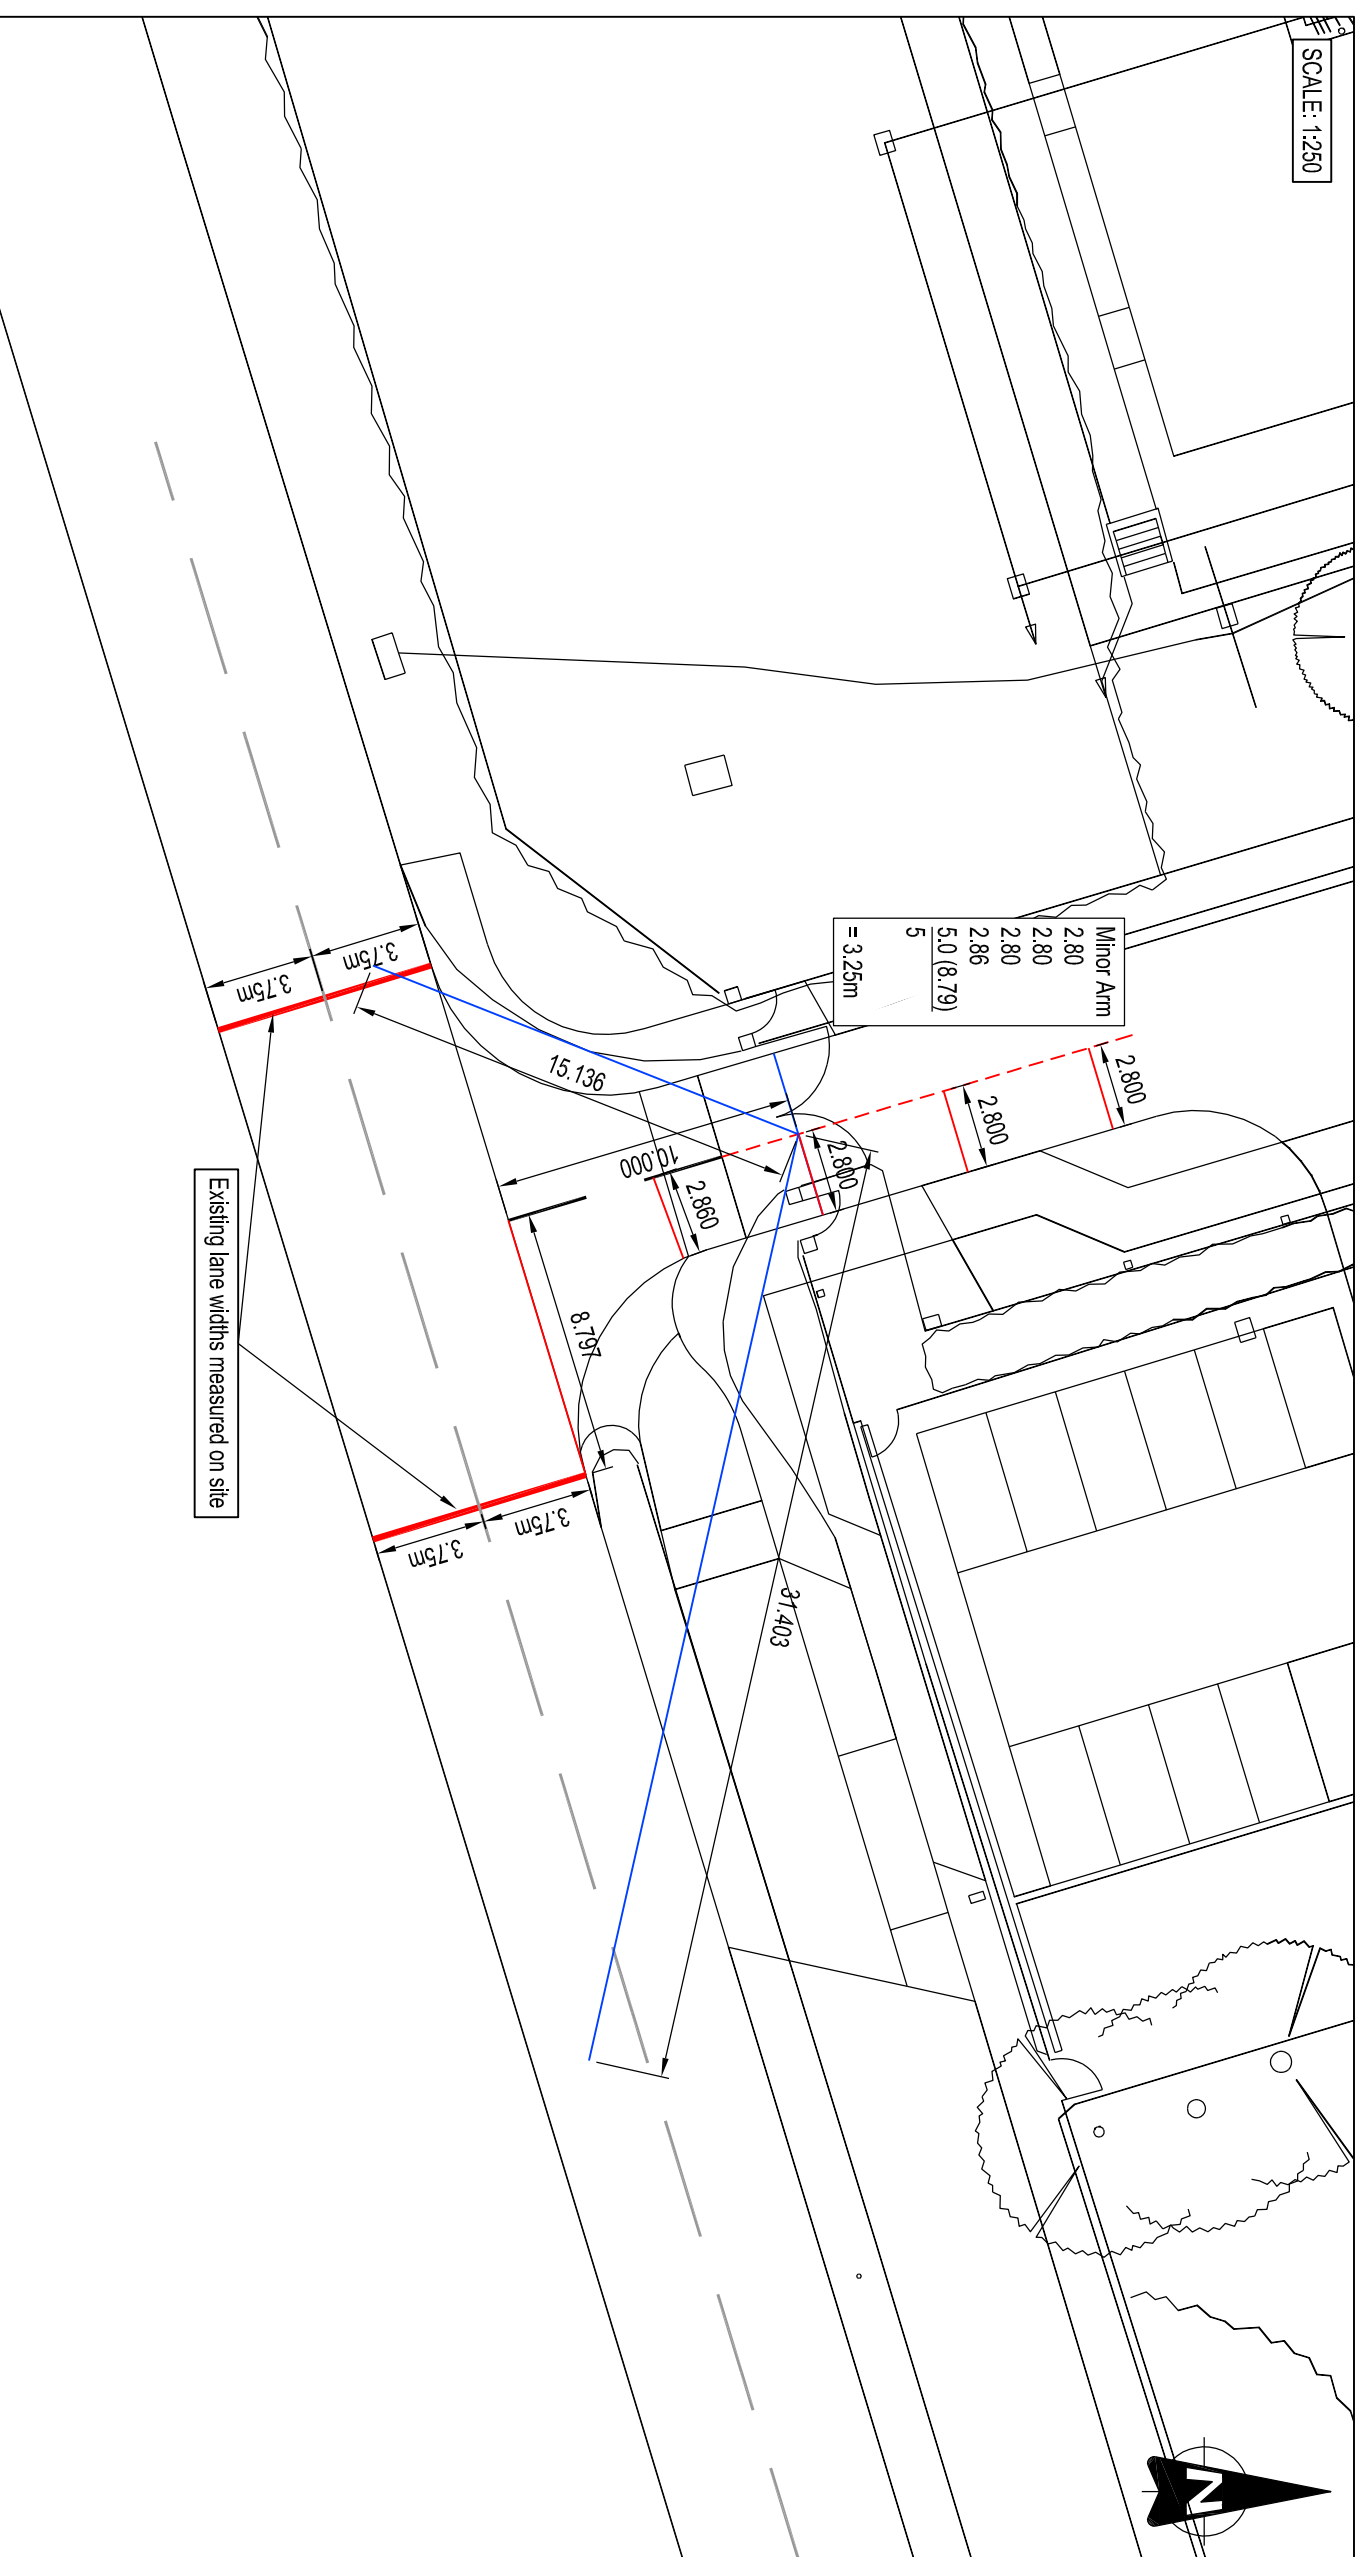 SCALE: 1:250
Minor Arm
2.80
2.80
2.80
2.86
5.0 (8.79)
5
= 3.25m
2.800
2.800
2.800
2.860
10.000
15.136
8.797
31.403
3.75m
3.75m
3.75m
3.75m
Existing lane widths measured on site
N